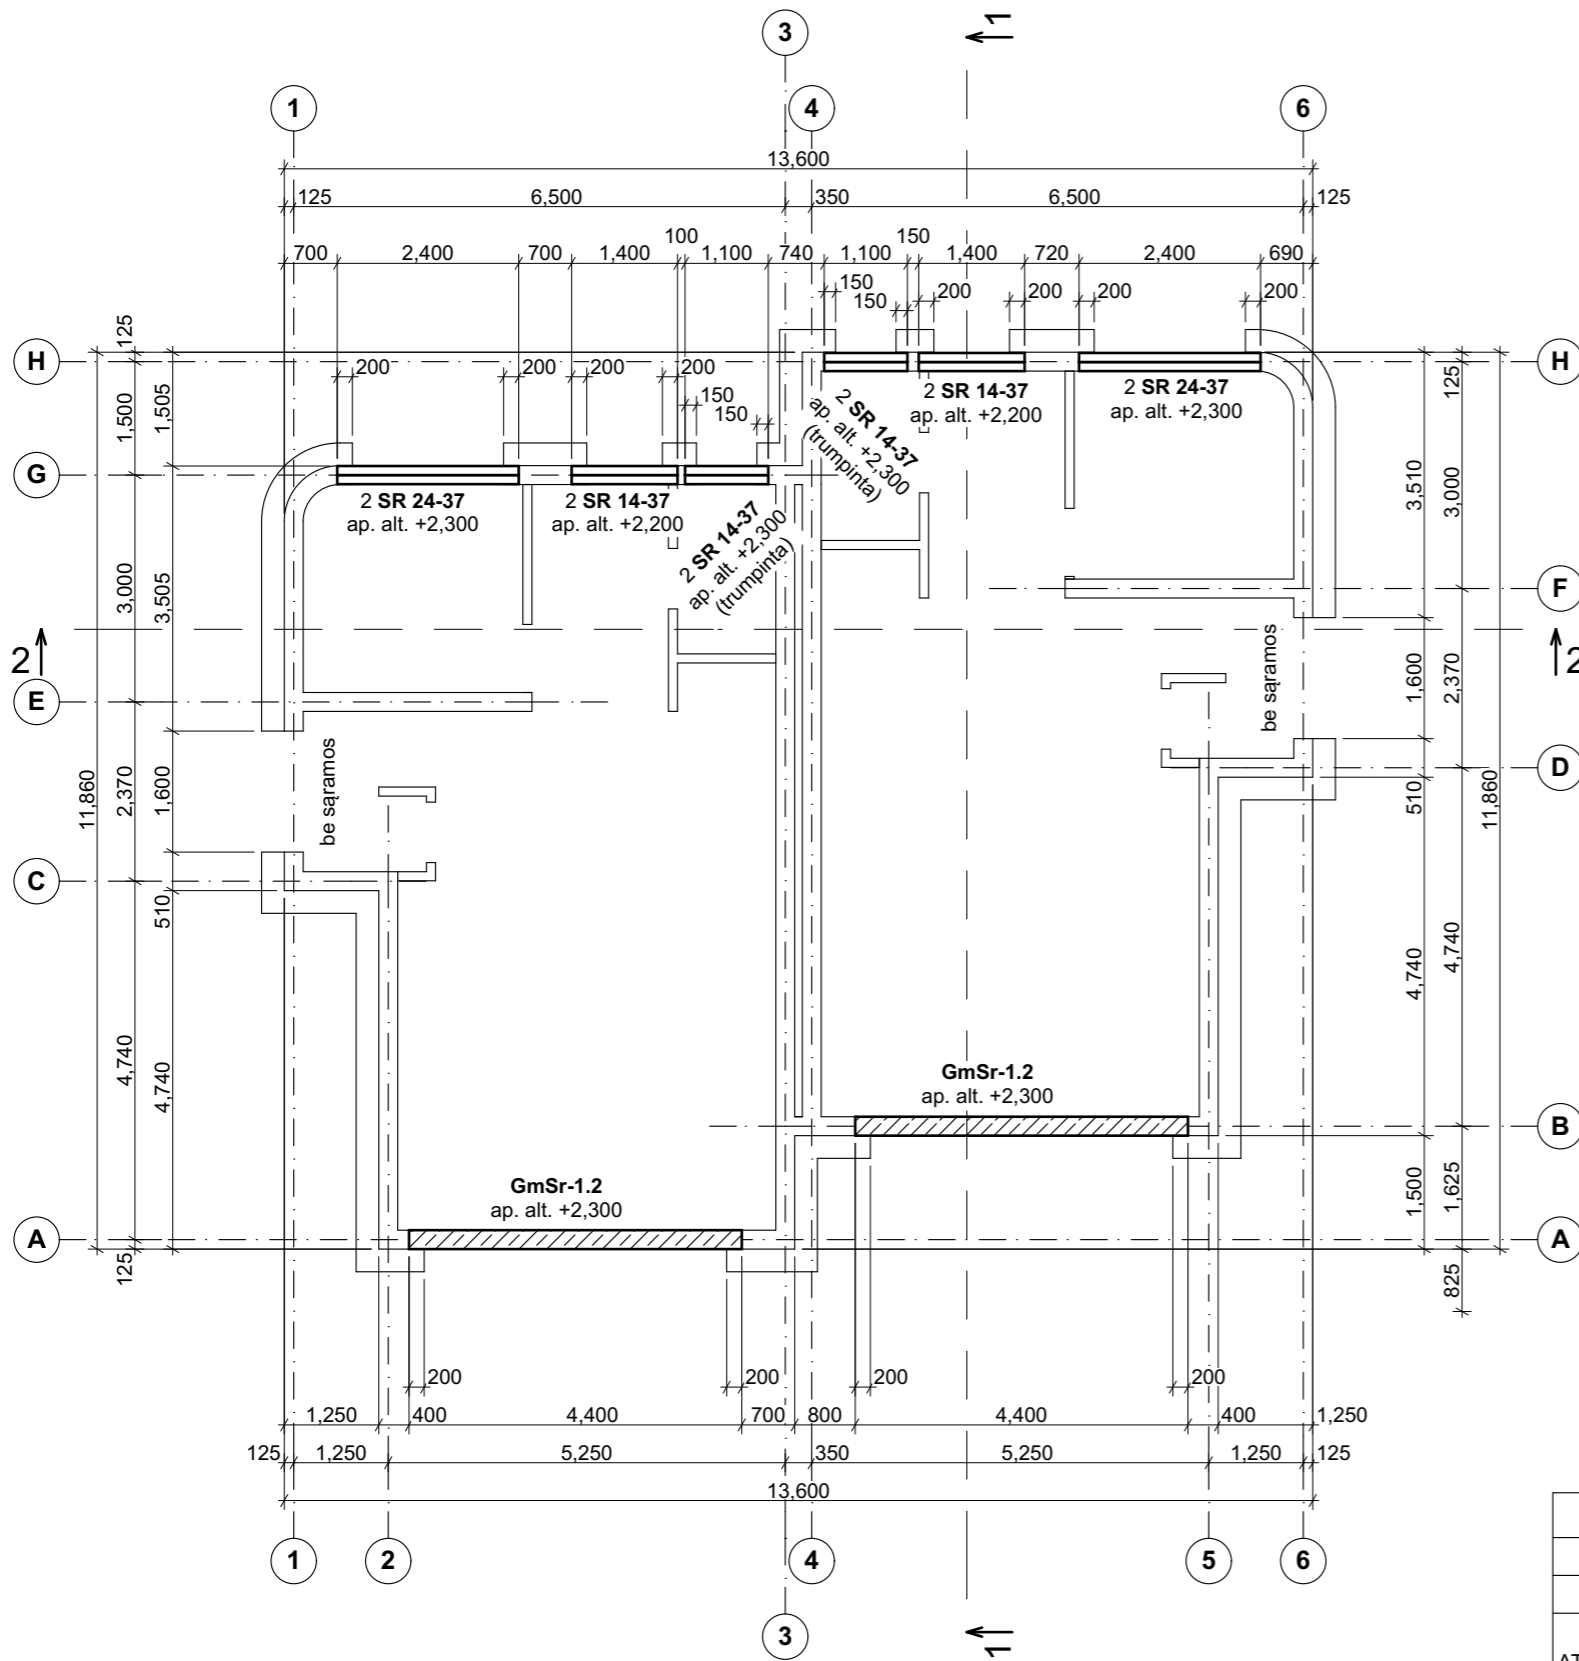 3
1
1
4
6
13,600
125
6,500
350
6,500
125
100
150
700
2,400
700
1,400
1,100
740
1,100
1,400
720
2,400
690
150
150
200
200
200
200
H
H
125
125
200
200
200
200
150
150
2 SR 14-37
ap. alt. +2,300
(trumpinta)
2 SR 14-37
ap. alt. +2,200
2 SR 24-37
ap. alt. +2,300
1,500
1,505
G
2 SR 24-37
ap. alt. +2,300
2 SR 14-37
ap. alt. +2,200
2 SR 14-37
ap. alt. +2,300
(trumpinta)
3,510
3,000
3,000
3,505
F
2
2
E
be sąramos
be sąramos
1,600
2,370
11,860
2,370
1,600
D
510
11,860
C
510
4,740
4,740
4,740
4,740
GmSr-1.2
ap. alt. +2,300
B
GmSr-1.2
ap. alt. +2,300
1,500
1,625
A
A
125
825
200
200
200
200
1,250
400
4,400
700
800
4,400
400
1,250
125
1,250
5,250
350
5,250
1,250
125
13,600
1
2
4
5
6
3
1